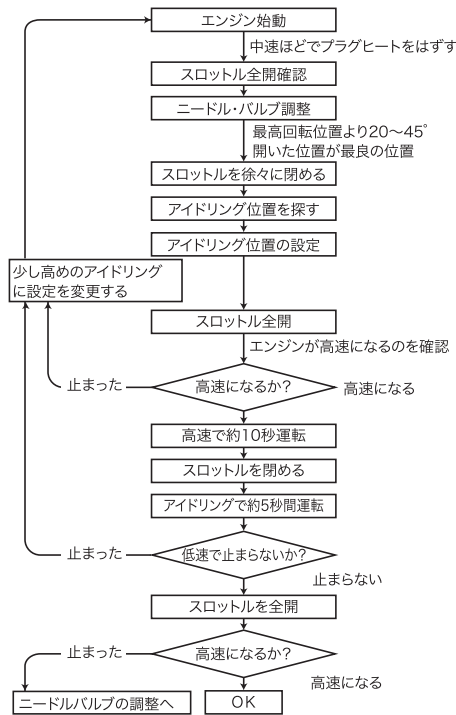 エンジン始動
中速ほどでプラグヒートをはずす
スロットル全開確認
ニードル・バルブ調整
最高回転位置より20〜45°
開いた位置が最良の位置
スロットルを徐々に閉める
アイドリング位置を探す
アイドリング位置の設定
少し高めのアイドリング
に設定を変更する
スロットル全開
エンジンが高速になるのを確認
止まった
高速になるか？
高速になる
高速で約10秒運転
スロットルを閉める
アイドリングで約5秒間運転
止まった
低速で止まらないか？
止まらない
スロットルを全開
止まった
高速になるか？
高速になる
ニードルバルブの調整へ
OK